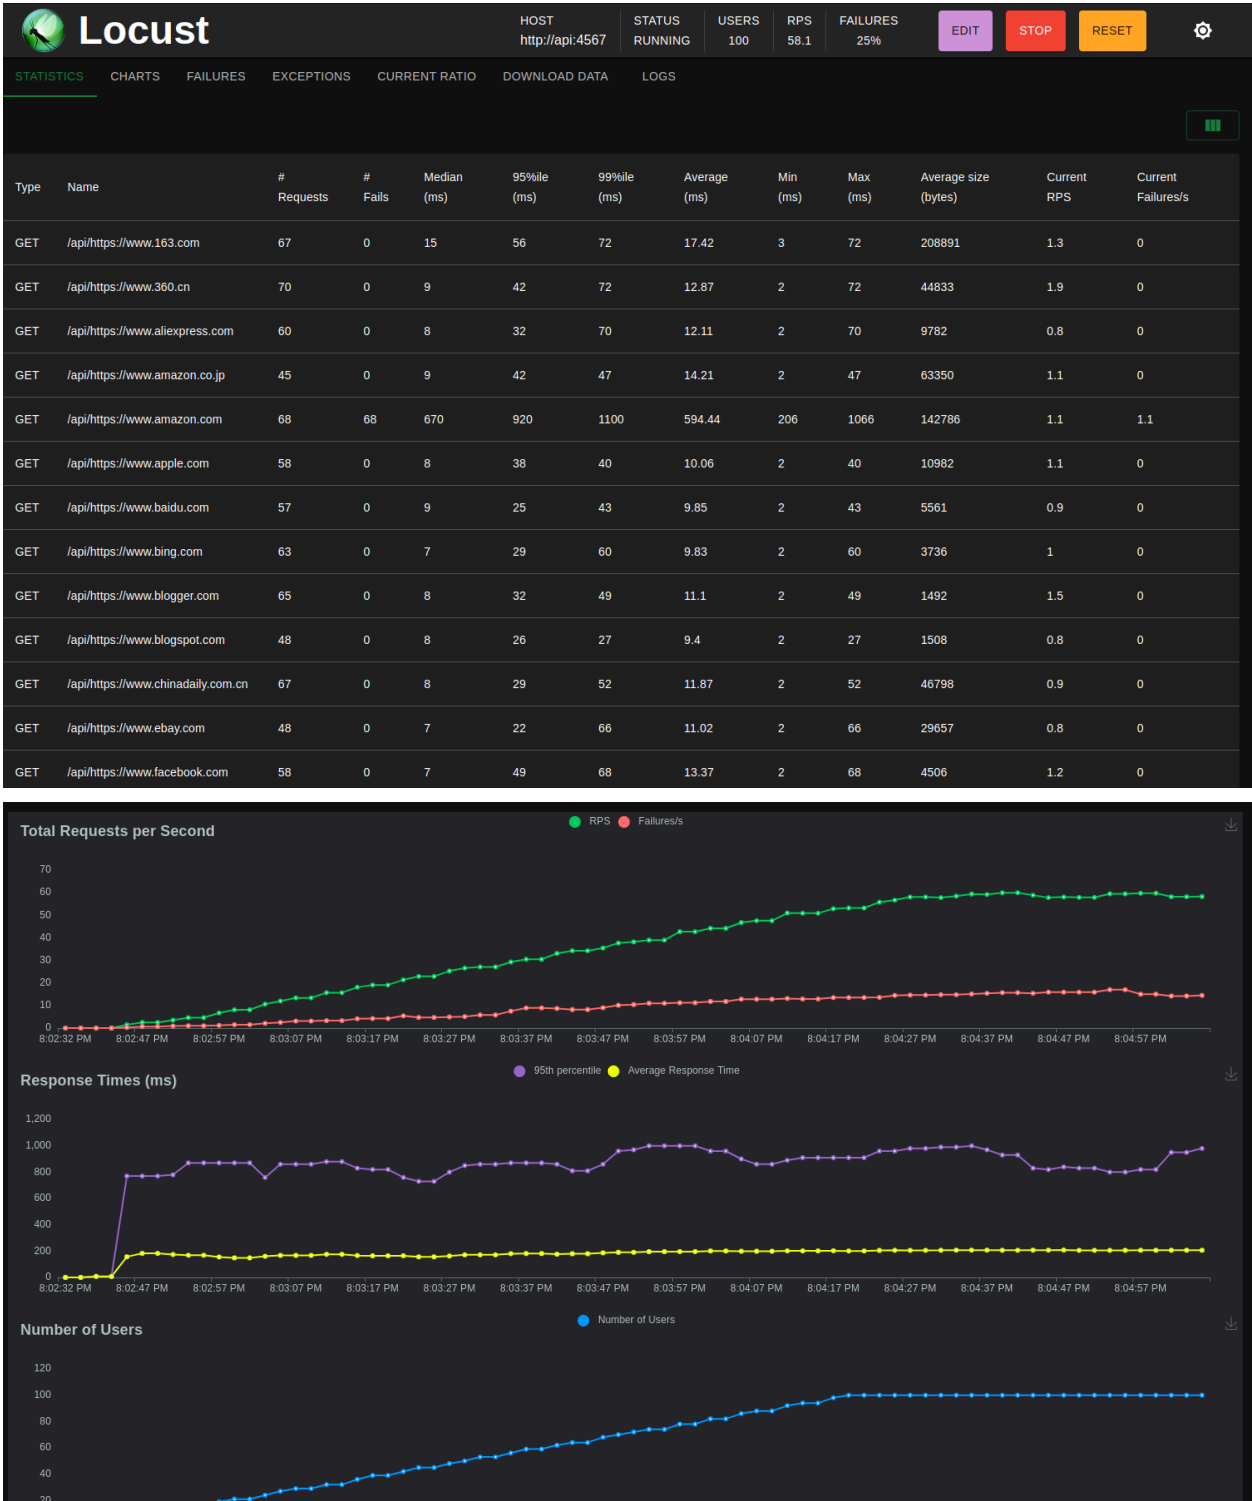 Locust
HOST
http://api:4567
STATUS
RUNNING
USERS
100
RPS
58.1
FAILURES
25%
EDIT
STOP
RESET
STATISTICS CHARTS FAILURES EXCEPTIONS CURRENT RATIO DOWNLOAD DATA LOGS
Type Name # Requests # Fails Median (ms) 95%ile (ms) 99%ile (ms) Average (ms) Min (ms) Max (ms) Average size (bytes) Current RPS Current Failures/s
GET /api/https://www.163.com 67 0 15 56 72 17.42 3 72 208891 1.3 0
GET /api/https://www.360.cn 70 0 9 42 72 12.87 2 72 44833 1.9 0
GET /api/https://www.aliexpress.com 60 0 8 32 70 12.11 2 70 9782 0.8 0
GET /api/https://www.amazon.co.jp 45 0 9 42 47 14.21 2 47 63350 1.1 0
GET /api/https://www.amazon.com 68 68 670 920 1100 594.44 206 1066 142786 1.1 1.1
GET /api/https://www.apple.com 58 0 8 38 40 10.06 2 40 10982 1.1 0
GET /api/https://www.baidu.com 57 0 9 25 43 9.85 2 43 5561 0.9 0
GET /api/https://www.bing.com 63 0 7 29 60 9.83 2 60 3736 1 0
GET /api/https://www.blogger.com 65 0 8 32 49 11.1 2 49 1492 1.5 0
GET /api/https://www.blogspot.com 48 0 8 26 27 9.4 2 27 1508 0.8 0
GET /api/https://www.chinadaily.com.cn 67 0 8 29 52 11.87 2 52 46798 0.9 0
GET /api/https://www.ebay.com 48 0 7 22 66 11.02 2 66 29657 0.8 0
GET /api/https://www.facebook.com 58 0 7 49 68 13.37 2 68 4506 1.2 0
Total Requests per Second
RPS Failures/s
70
60
50
40
30
20
10
0
8:02:32 PM 8:02:47 PM 8:02:57 PM 8:03:07 PM 8:03:17 PM 8:03:27 PM 8:03:37 PM 8:03:47 PM 8:03:57 PM 8:04:07 PM 8:04:17 PM 8:04:27 PM 8:04:37 PM 8:04:47 PM 8:04:57 PM
Response Times (ms)
95th percentile Average Response Time
1,200
1,000
800
600
400
200
0
8:02:32 PM 8:02:47 PM 8:02:57 PM 8:03:07 PM 8:03:17 PM 8:03:27 PM 8:03:37 PM 8:03:47 PM 8:03:57 PM 8:04:07 PM 8:04:17 PM 8:04:27 PM 8:04:37 PM 8:04:47 PM 8:04:57 PM
Number of Users
Number of Users
120
100
80
60
40
20